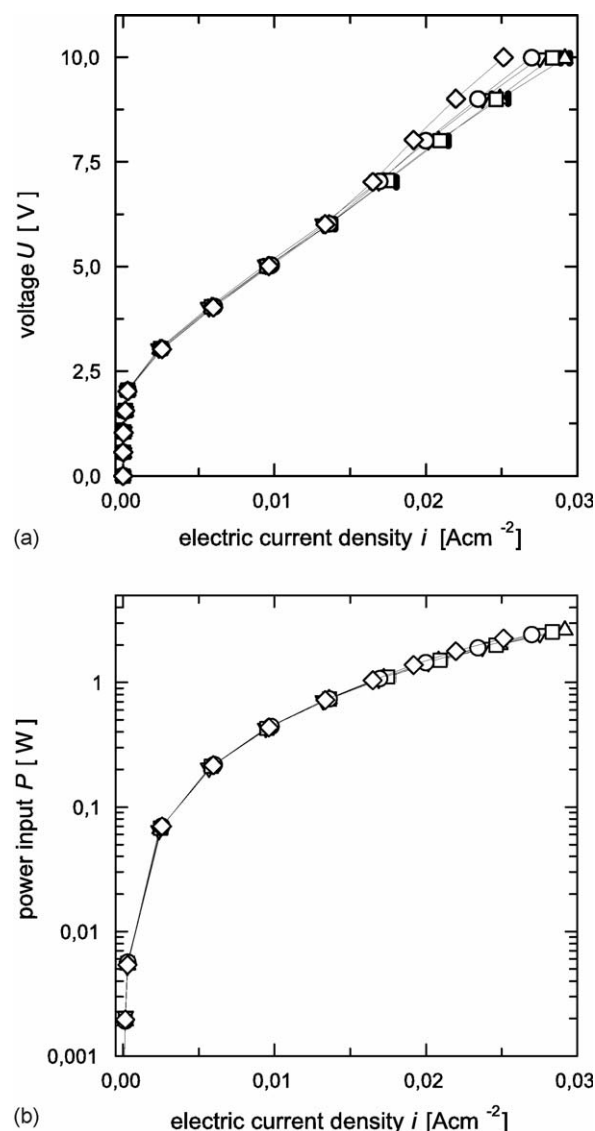 10,0
7,5
5,0
2,5
0,0
voltage U [ V ]
0,00 0,01 0,02 0,03
(a) electric current density i [Acm -2 ]
1
0,1
0,01
0,001
power input P [ W ]
0,00 0,01 0,02 0,03
(b) electric current density i [Acm -2 ]